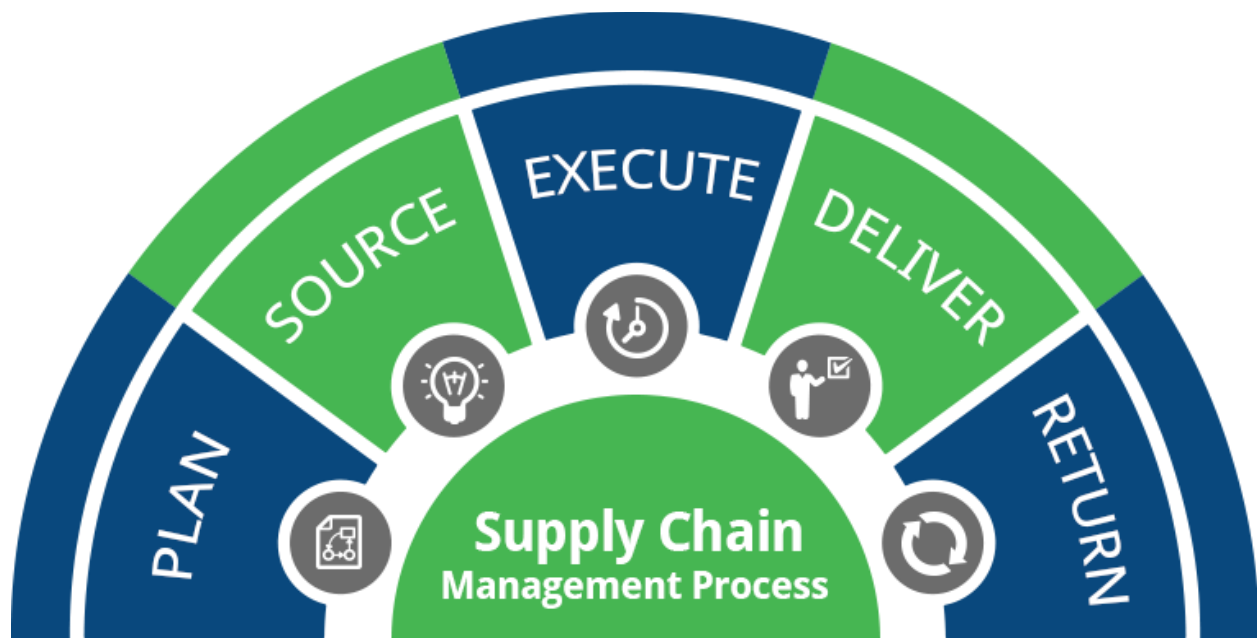 PLAN
SOURCE
EXECUTE
DELIVER
RETURN
Supply Chain
Management Process